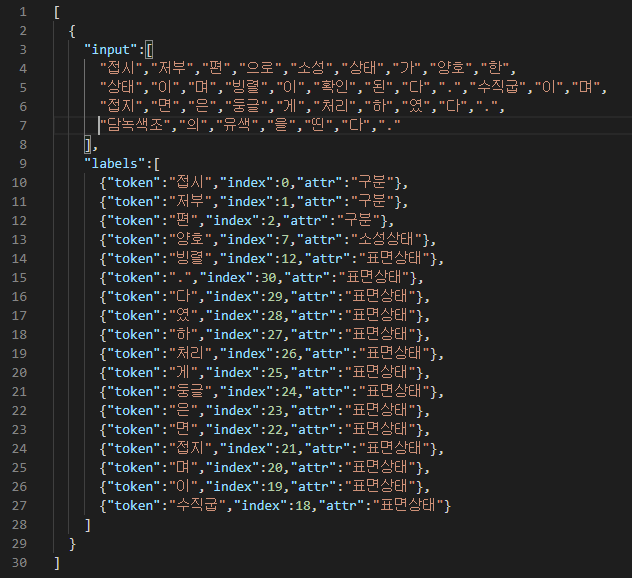 1 [
2 {
3 "input":[
4 "접시","저부","편","으로","소성","상태","가","양호","한",
5 "상태","이","며","빙렬","이","확인","된","다",".","수직굽","이","며",
6 "접지","면","은","둥글","게","처리","하","였","다",".",
7 "담녹색조","의","유색","을","띤","다","."
8 ],
9 "labels":[
10 {"token":"접시","index":0,"attr":"구분"},
11 {"token":"저부","index":1,"attr":"구분"},
12 {"token":"편","index":2,"attr":"구분"},
13 {"token":"양호","index":7,"attr":"소성상태"},
14 {"token":"빙렬","index":12,"attr":"표면상태"},
15 {"token":".","index":30,"attr":"표면상태"},
16 {"token":"다","index":29,"attr":"표면상태"},
17 {"token":"였","index":28,"attr":"표면상태"},
18 {"token":"하","index":27,"attr":"표면상태"},
19 {"token":"처리","index":26,"attr":"표면상태"},
20 {"token":"게","index":25,"attr":"표면상태"},
21 {"token":"둥글","index":24,"attr":"표면상태"},
22 {"token":"은","index":23,"attr":"표면상태"},
23 {"token":"면","index":22,"attr":"표면상태"},
24 {"token":"접지","index":21,"attr":"표면상태"},
25 {"token":"며","index":20,"attr":"표면상태"},
26 {"token":"이","index":19,"attr":"표면상태"},
27 {"token":"수직굽","index":18,"attr":"표면상태"}
28 ]
29 }
30 ]